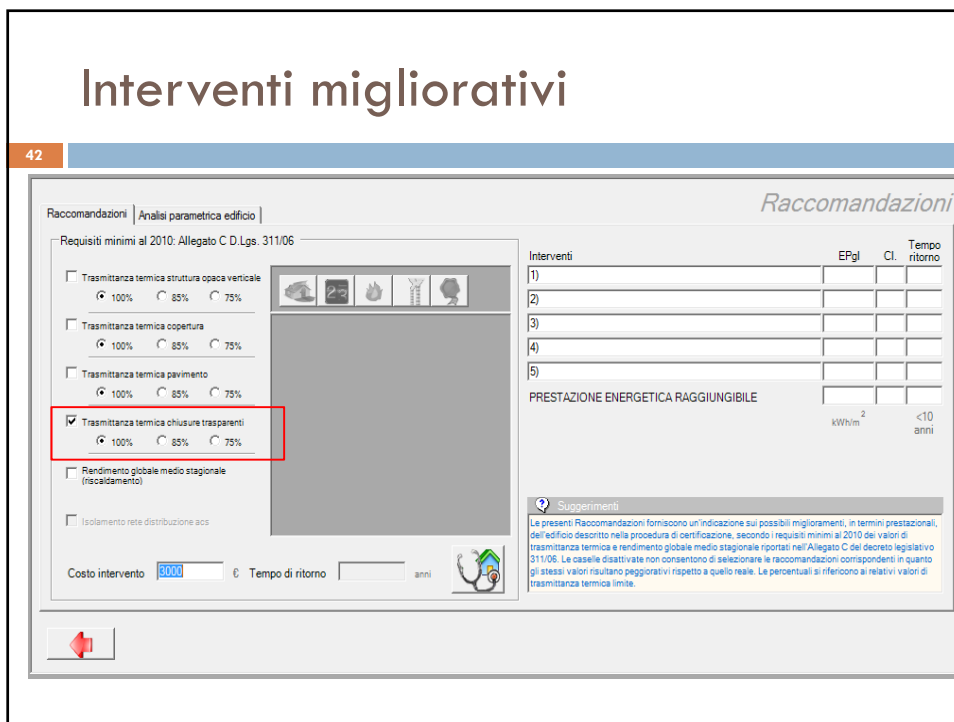 Interventi migliorativi
42
Raccomandazioni
Raccomandazioni
Analisi parametrica edificio
Requisiti minimi al 2010: Allegato C D.Lgs. 311/06
Trasmittanza termica struttura opaca verticale
100% 85% 75%
Trasmittanza termica copertura
100% 85% 75%
Trasmittanza termica pavimento
100% 85% 75%
Trasmittanza termica chiusure trasparenti
100% 85% 75%
Rendimento globale medio stagionale
(riscaldamento)
Isolamento rete distribuzione acs
Costo intervento 3000 € Tempo di ritorno anni
Interventi EPgl Cl. Tempo ritorno
1)
2)
3)
4)
5)
PRESTAZIONE ENERGETICA RAGGIUNGIBILE
kWh/m² <10 anni
Suggerimenti
Le presenti Raccomandazioni forniscono un'indicazione sui possibili miglioramenti, in termini prestazionali,
dell'edificio descritto nella procedura di certificazione, secondo i requisiti minimi al 2010 dei valori di
trasmittanza termica e rendimento globale medio stagionale riportati nell'Allegato C del decreto legislativo
311/06. Le caselle disattivate non consentono di selezionare le raccomandazioni corrispondenti in quanto
gli stessi valori risultano peggiorativi rispetto a quello reale. Le percentuali si riferiscono ai relativi valori di
trasmittanza termica limite.